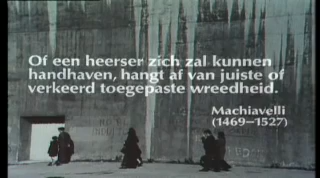 Of een heerser zich zal kunnen
handhaven, hangt af van juiste of
verkeerd toegepaste wreedheid.
Machiavelli
(1469-1527)